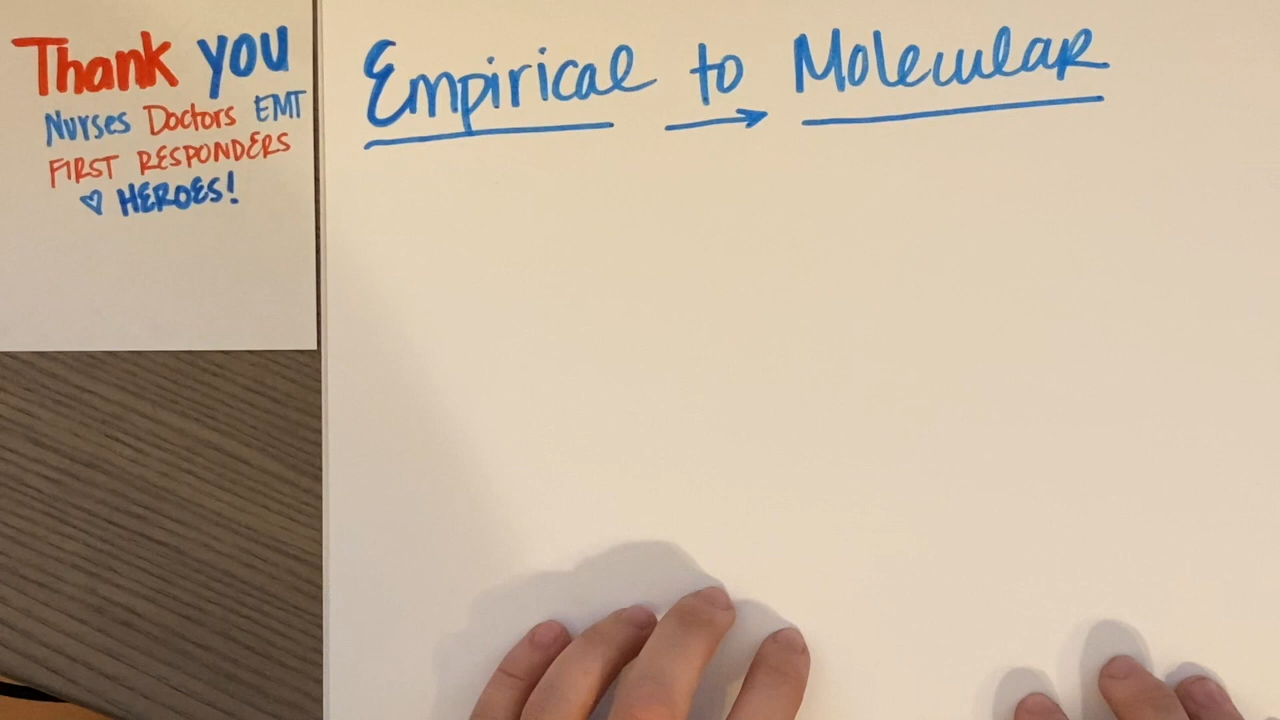 Thank you
Nurses Doctors EMT
FIRST RESPONDERS
♡ HEROES!
Empirical to Molecular
→